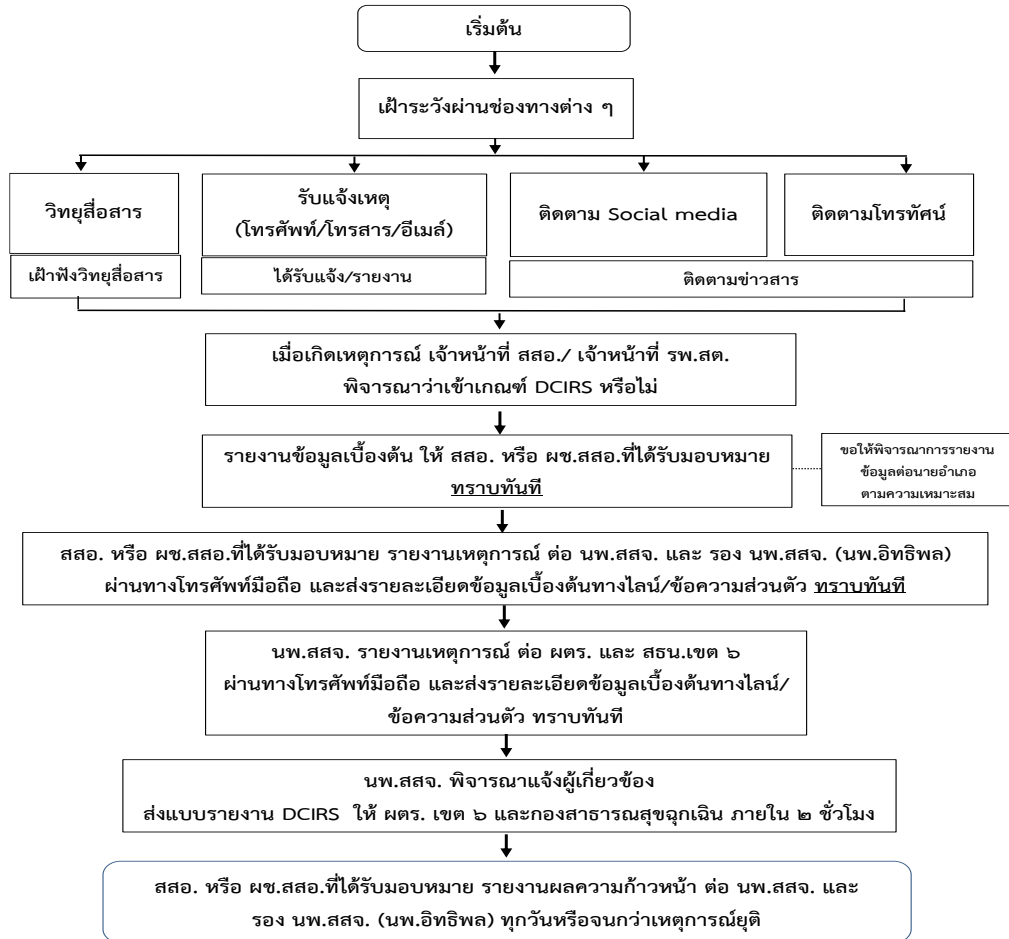 เริ่มต้น
เฝ้าระวังผ่านช่องทางต่าง ๆ
วิทยุสื่อสาร
เฝ้าฟังวิทยุสื่อสาร
รับแจ้งเหตุ
(โทรศัพท์/โทรสาร/อีเมล์)
ได้รับแจ้ง/รายงาน
ติดตาม Social media
ติดตามโทรทัศน์
ติดตามข่าวสาร
เมื่อเกิดเหตุการณ์ เจ้าหน้าที่ สสอ./ เจ้าหน้าที่ รพ.สต.
พิจารณาว่าเข้าเกณฑ์ DCIRS หรือไม่
รายงานข้อมูลเบื้องต้น ให้ สสอ. หรือ ผช.สสอ.ที่ได้รับมอบหมาย
ทราบทันที
ขอให้พิจารณาการรายงาน
ข้อมูลต่อนายอำเภอ
ตามความเหมาะสม
สสอ. หรือ ผช.สสอ.ที่ได้รับมอบหมาย รายงานเหตุการณ์ ต่อ นพ.สสจ. และ รอง นพ.สสจ. (นพ.อิทธิพล)
ผ่านทางโทรศัพท์มือถือ และส่งรายละเอียดข้อมูลเบื้องต้นทางไลน์/ข้อความส่วนตัว ทราบทันที
นพ.สสจ. รายงานเหตุการณ์ ต่อ ผตร. และ สธน.เขต ๖
ผ่านทางโทรศัพท์มือถือ และส่งรายละเอียดข้อมูลเบื้องต้นทางไลน์/
ข้อความส่วนตัว ทราบทันที
นพ.สสจ. พิจารณาแจ้งผู้เกี่ยวข้อง
ส่งแบบรายงาน DCIRS ให้ ผตร. เขต ๖ และกองสาธารณสุขฉุกเฉิน ภายใน ๒ ชั่วโมง
สสอ. หรือ ผช.สสอ.ที่ได้รับมอบหมาย รายงานผลความก้าวหน้า ต่อ นพ.สสจ. และ
รอง นพ.สสจ. (นพ.อิทธิพล) ทุกวันหรือจนกว่าเหตุการณ์ยุติ